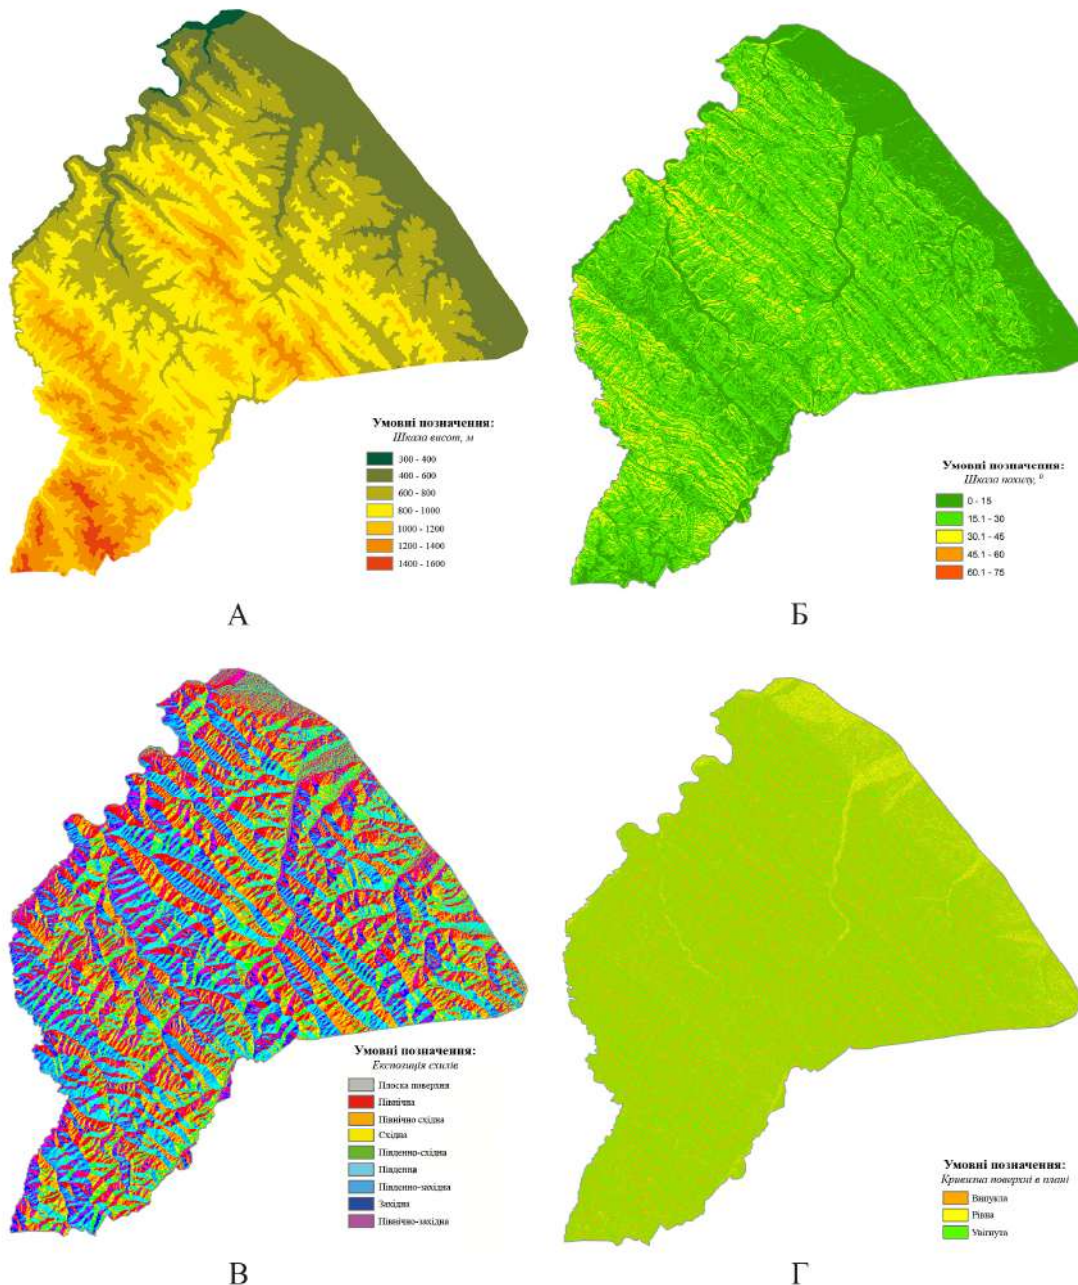 Умовні позначення:
Шкала висот, м
300 - 400
400 - 600
600 - 800
800 - 1000
1000 - 1200
1200 - 1400
1400 - 1600
А
Умовні позначення:
Шкала похилу, ⁰
0 - 15
15.1 - 30
30.1 - 45
45.1 - 60
60.1 - 75
Б
Умовні позначення:
Експозиція схилів
Плоска поверхня
Північна
Північно східна
Східна
Південно-східна
Південна
Південно-західна
Західна
Північно-західна
В
Умовні позначення:
Кривизна поверхні в плані
Випукла
Рівна
Увігнута
Г